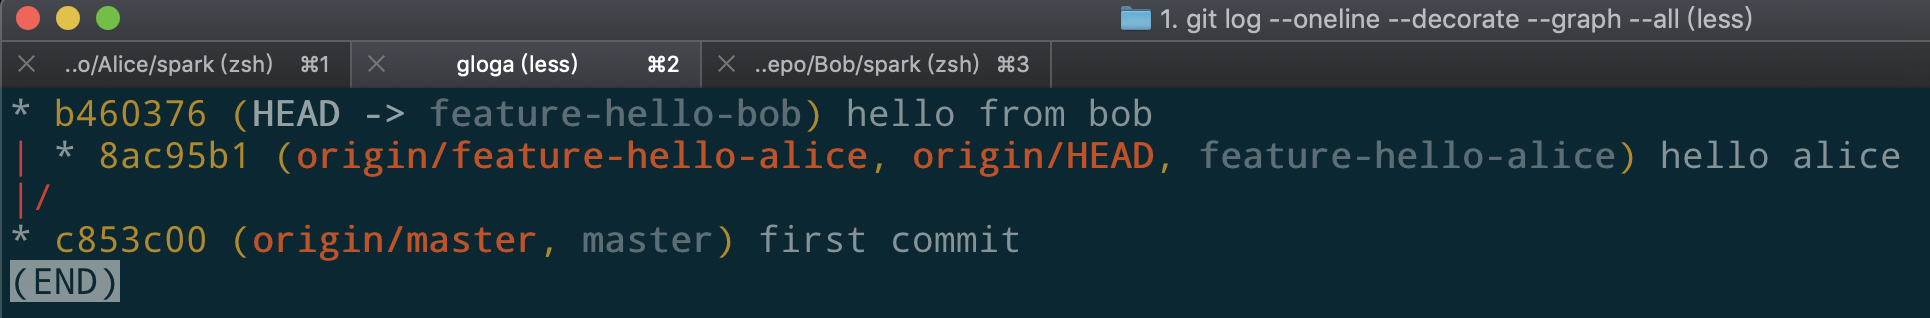 1. git log --oneline --decorate --graph --all (less)
..o/Alice/spark (zsh) ⌘1 gloga (less) ⌘2 ..epo/Bob/spark (zsh) ⌘3
* b460376 (HEAD -> feature-hello-bob) hello from bob
| * 8ac95b1 (origin/feature-hello-alice, origin/HEAD, feature-hello-alice) hello alice
|/
* c853c00 (origin/master, master) first commit
(END)